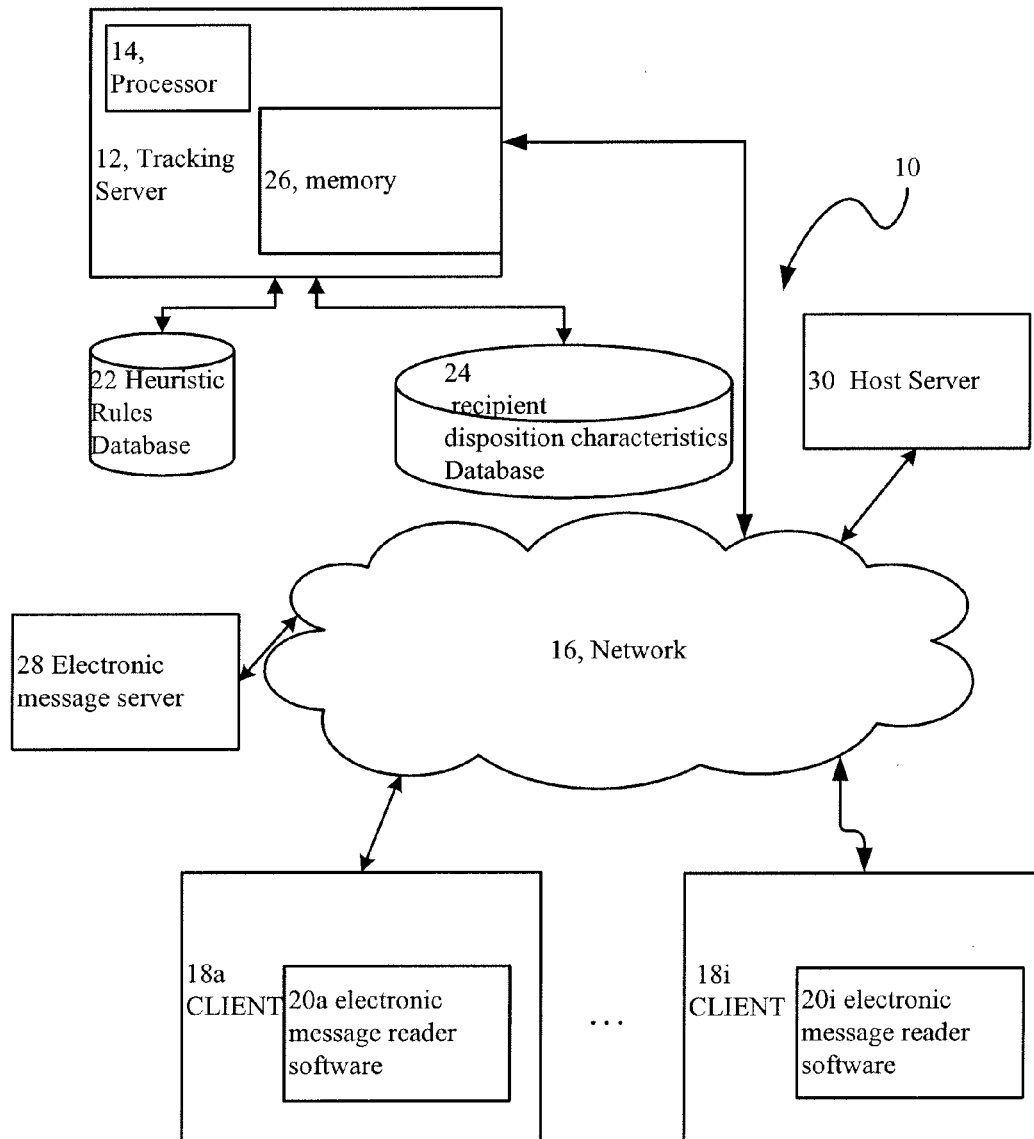 14,
Processor
12, Tracking
Server
26, memory
10
22 Heuristic
Rules
Database
24
recipient
disposition characteristics
Database
30 Host Server
28 Electronic
message server
16, Network
18a
CLIENT
20a electronic
message reader
software
...
18i
CLIENT
20i electronic
message reader
software